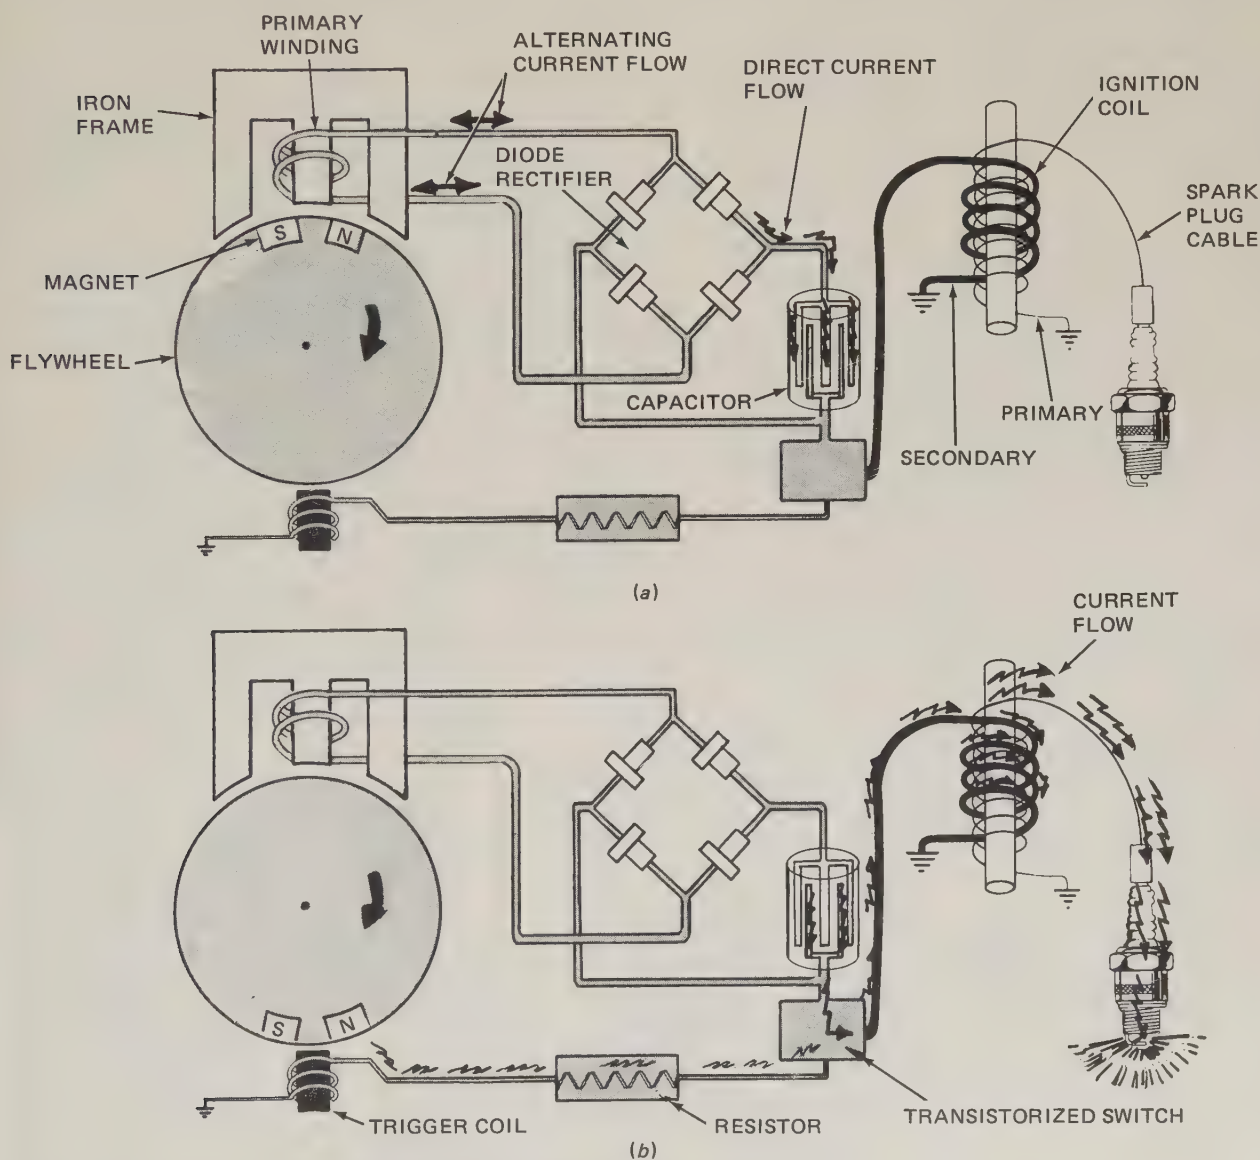 PRIMARY
WINDING
ALTERNATING
CURRENT FLOW
DIRECT CURRENT
FLOW
IGNITION
COIL
IRON
FRAME
DIODE
RECTIFIER
SPARK
PLUG
CABLE
S
N
MAGNET
FLYWHEEL
CAPACITOR
PRIMARY
SECONDARY
(a)
CURRENT
FLOW
S
N
TRIGGER COIL
RESISTOR
TRANSISTORIZED SWITCH
(b)